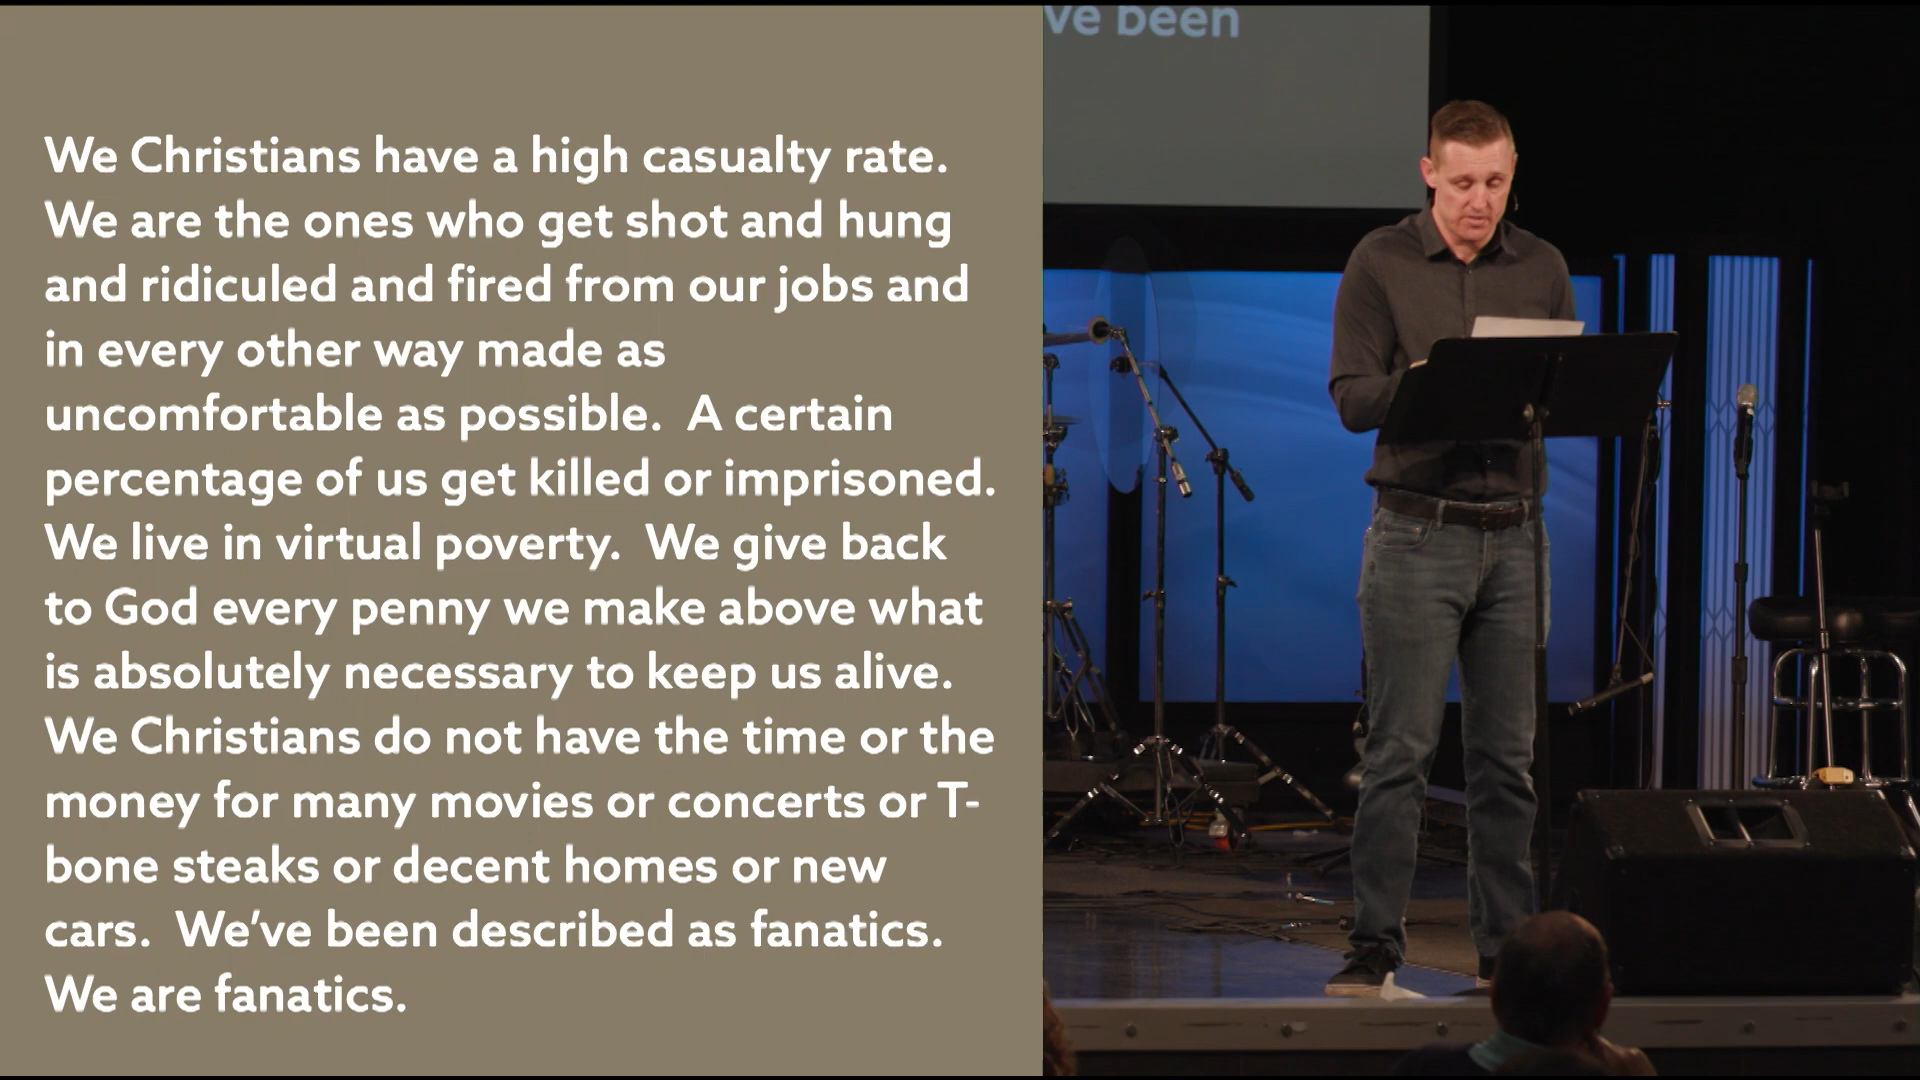 We Christians have a high casualty rate.
We are the ones who get shot and hung
and ridiculed and fired from our jobs and
in every other way made as
uncomfortable as possible.  A certain
percentage of us get killed or imprisoned.
We live in virtual poverty.  We give back
to God every penny we make above what
is absolutely necessary to keep us alive.
We Christians do not have the time or the
money for many movies or concerts or T-
bone steaks or decent homes or new
cars.  We’ve been described as fanatics.
We are fanatics.
ve been